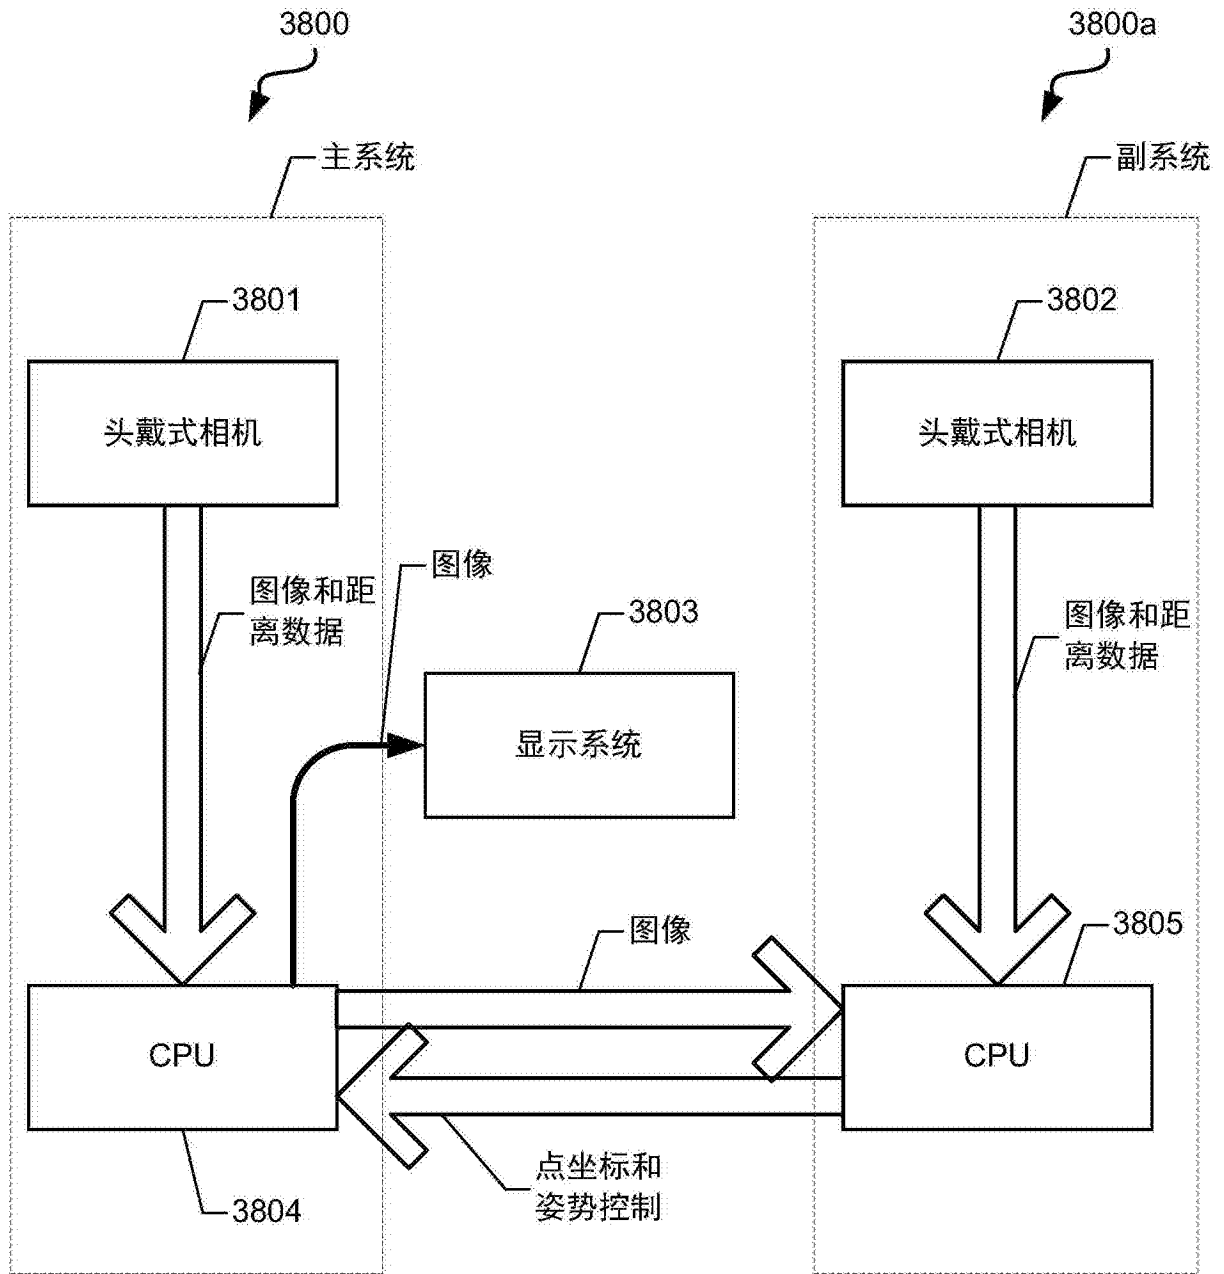 3800
3800a
主系统
副系统
3801
3802
头戴式相机
头戴式相机
图像
图像和距
离数据
3803
图像和距
离数据
显示系统
图像
3805
CPU
CPU
点坐标和
姿势控制
3804